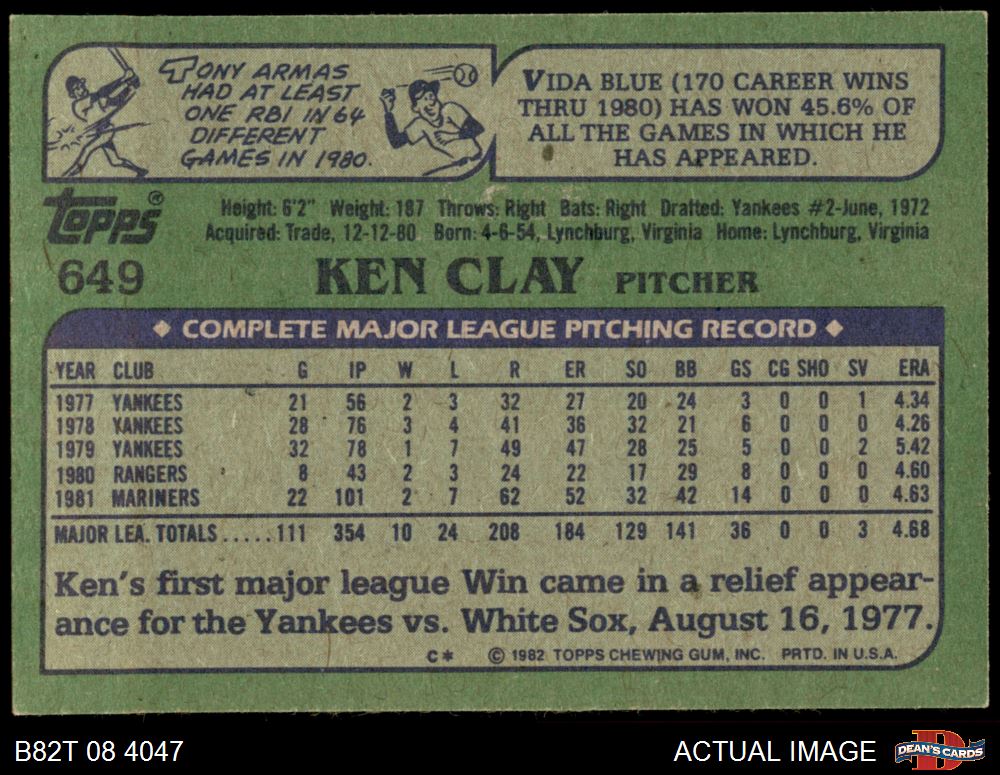 TONY ARMAS
HAD AT LEAST
ONE RBI IN 64
DIFFERENT
GAMES IN 1980.
VIDA BLUE (170 CAREER WINS
THRU 1980) HAS WON 45.6% OF
ALL THE GAMES IN WHICH HE
HAS APPEARED.
TOPPS®
Height: 6'2" Weight: 187 Throws: Right Bats: Right Drafted: Yankees #2-June, 1972
Acquired: Trade, 12-12-80 Born: 4-6-54, Lynchburg, Virginia Home: Lynchburg, Virginia
649 KEN CLAY PITCHER
◆ COMPLETE MAJOR LEAGUE PITCHING RECORD ◆
YEAR CLUB G IP W L R ER SO BB GS CG SHO SV ERA
1977 YANKEES 21 56 2 3 32 27 20 24 3 0 0 1 4.34
1978 YANKEES 28 76 3 4 41 36 32 21 6 0 0 0 4.26
1979 YANKEES 32 78 1 7 49 47 28 25 5 0 0 2 5.42
1980 RANGERS 8 43 2 3 24 22 17 29 8 0 0 0 4.60
1981 MARINERS 22 101 2 7 62 52 32 42 14 0 0 0 4.63
MAJOR LEA. TOTALS.....111 354 10 24 208 184 129 141 36 0 0 3 4.68
Ken's first major league Win came in a relief appear-
ance for the Yankees vs. White Sox, August 16, 1977.
C* © 1982 TOPPS CHEWING GUM, INC. PRTD. IN U.S.A.
B82T 08 4047
ACTUAL IMAGE
DEAN'S CARDS